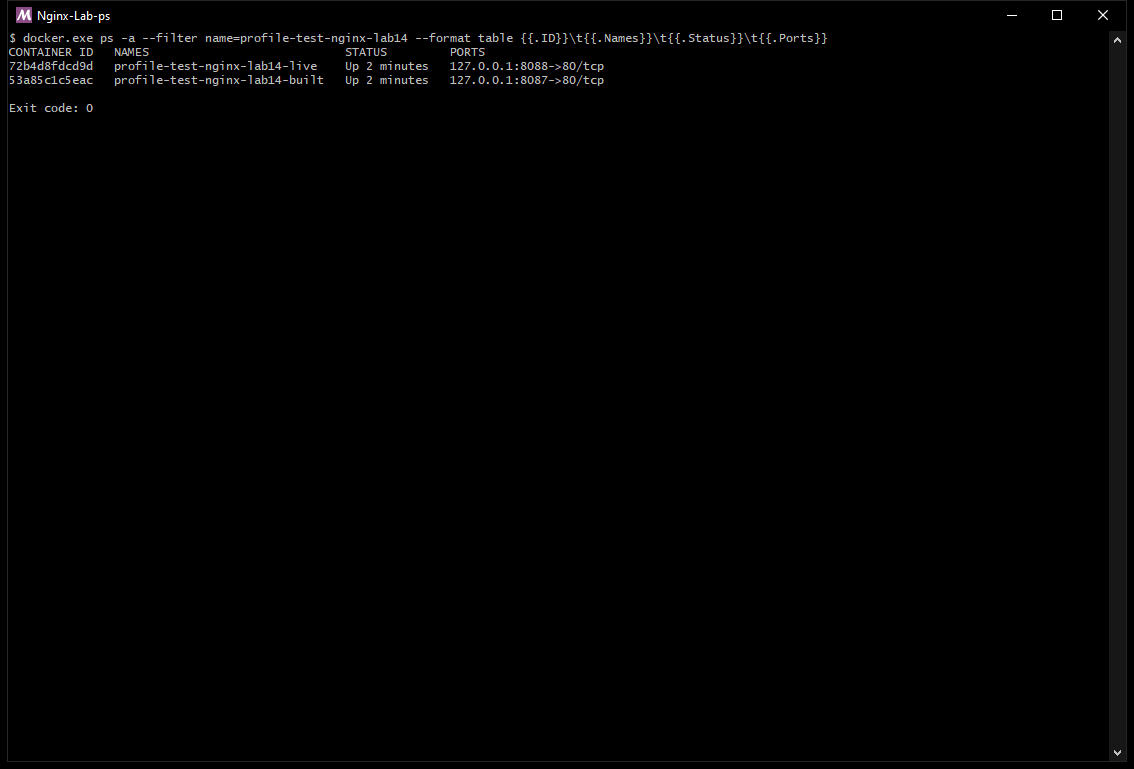 Nginx-Lab-ps
$ docker.exe ps -a --filter name=profile-test-nginx-lab14 --format table {{.ID}}\t{{.Names}}\t{{.Status}}\t{{.Ports}}
CONTAINER ID   NAMES                            STATUS         PORTS
72b4d8fdcd9d   profile-test-nginx-lab14-live    Up 2 minutes   127.0.0.1:8088->80/tcp
53a85c1c5eac   profile-test-nginx-lab14-built   Up 2 minutes   127.0.0.1:8087->80/tcp
Exit code: 0